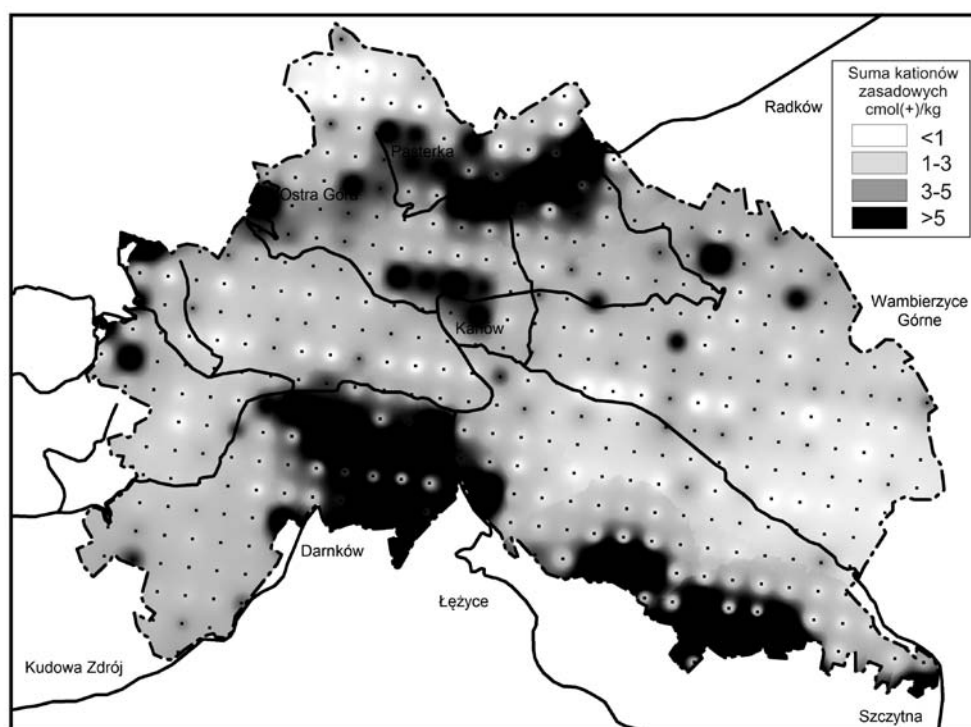 Suma kationów
zasadowych
cmol(+)/kg
<1
1-3
3-5
>5
Radków
Pasterka
Ostra Góra
Wambierzyce
Górne
Karłów
Darnków
Łężyce
Kudowa Zdrój
Szczytna